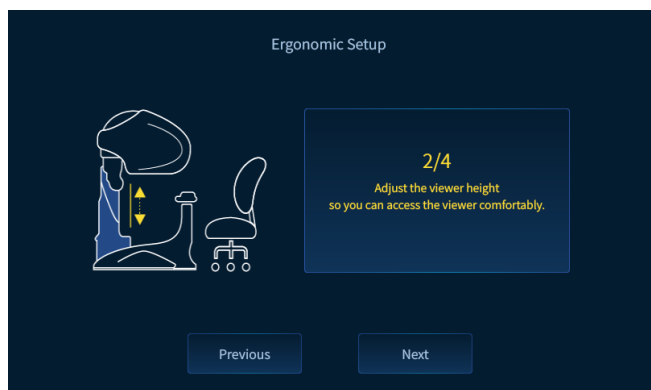 Ergonomic Setup
2/4
Adjust the viewer height
so you can access the viewer comfortably.
Previous
Next